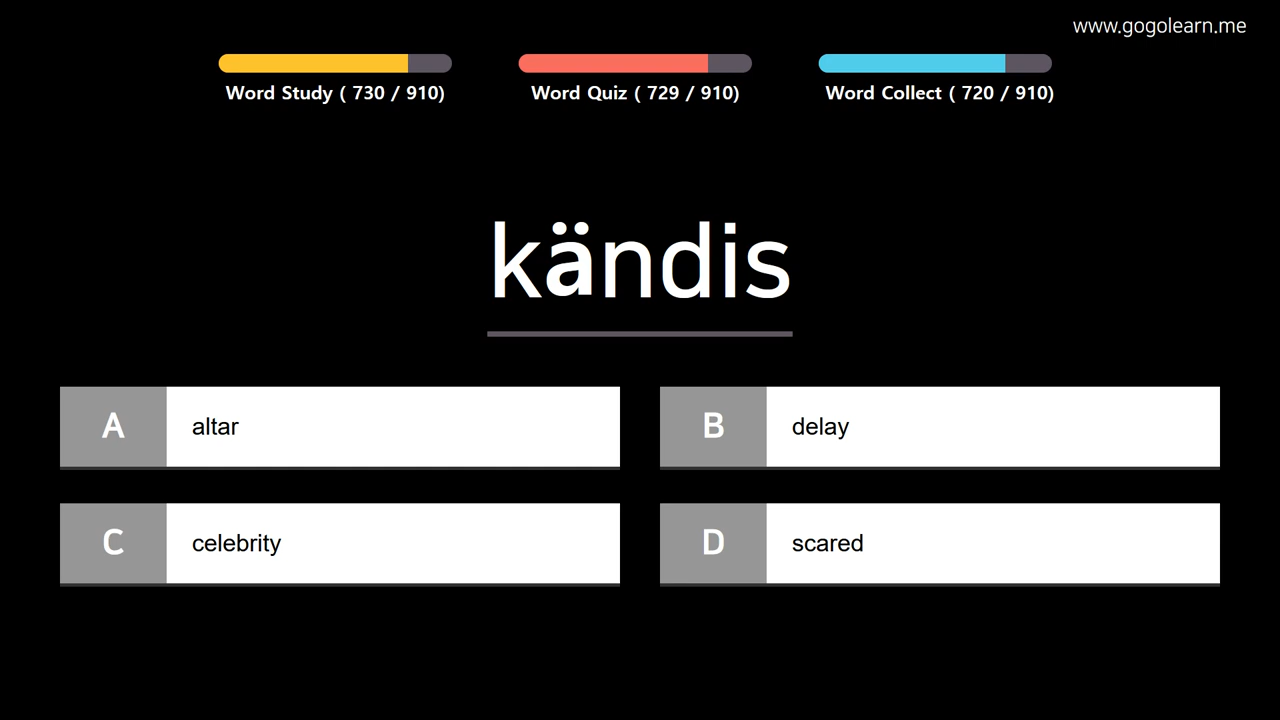 www.gogolearn.me
Word Study ( 730 / 910)
Word Quiz ( 729 / 910)
Word Collect ( 720 / 910)
kändis
A altar
B delay
C celebrity
D scared